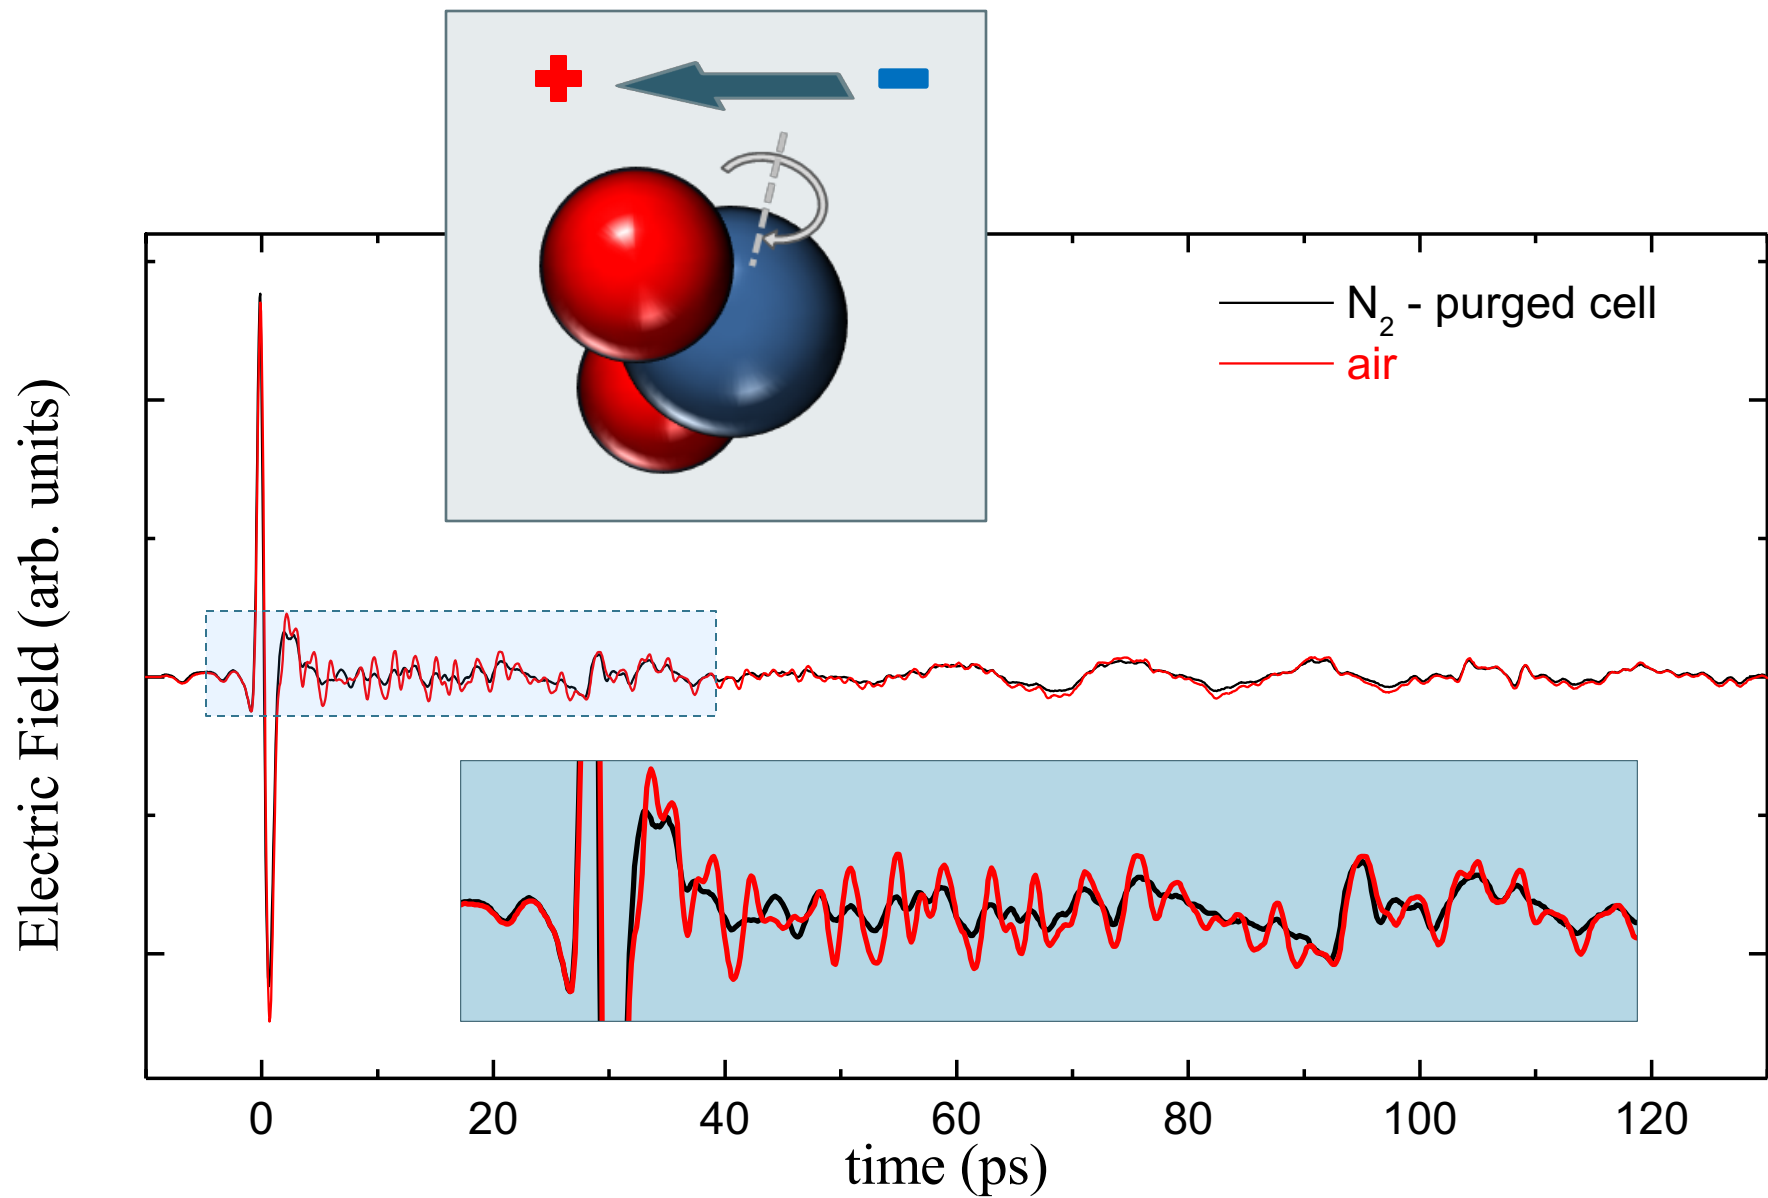 N₂ - purged cell
air
Electric Field (arb. units)
0 20 40 60 80 100 120
time (ps)